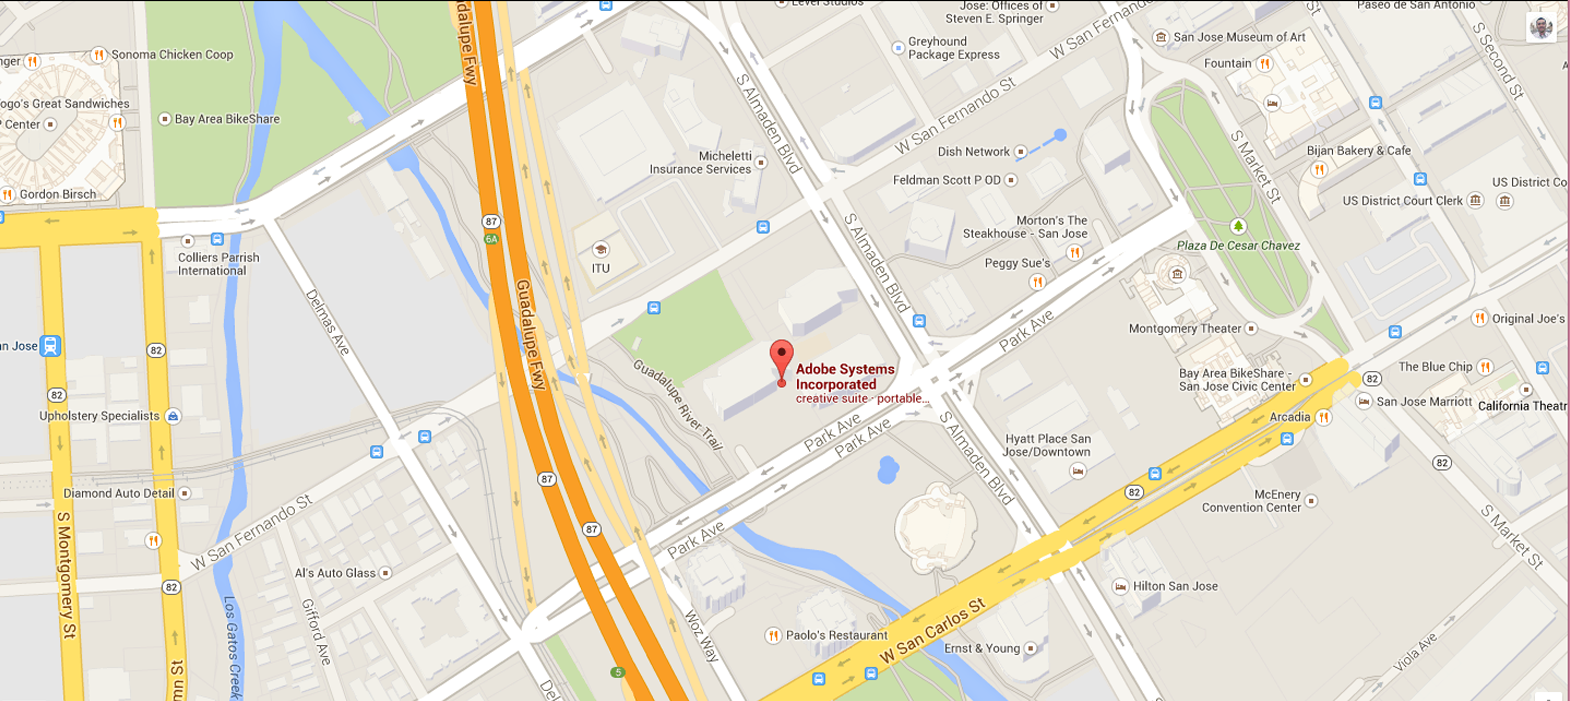 Level Studios
Jose: Offices of
Steven E. Springer
Paseo de San Antonio
Greyhound
Package Express
W San Fernando St
San Jose Museum of Art
Fountain
S Second St
Sonoma Chicken Coop
Guadalupe Fwy
S Almaden Blvd
ogo's Great Sandwiches
P Center
Bay Area BikeShare
W San Fernando St
S Market St
Dish Network
Bijan Bakery & Cafe
Micheletti
Insurance Services
Feldman Scott P OD
Gordon Birsch
US District Co
US District Court Clerk
87
6A
Morton's The
Steakhouse - San Jose
Plaza De Cesar Chavez
Colliers Parrish
International
ITU
Peggy Sue's
S Almaden Blvd
Delmas Ave
Guadalupe Fwy
Park Ave
Montgomery Theater
Original Joe's
an Jose
82
82
Adobe Systems
Incorporated
creative suite · portable...
Guadalupe River Trail
The Blue Chip
Bay Area BikeShare -
San Jose Civic Center
82
San Jose Marriott
California Theatr
Upholstery Specialists
Arcadia
Park Ave
Park Ave
S Almaden Blvd
Hyatt Place San
Jose/Downtown
82
87
82
Diamond Auto Detail
McEnery
Convention Center
S Market St
W San Fernando St
87
Park Ave
S Montgomery St
Al's Auto Glass
82
Hilton San Jose
Los Gatos Creek
Gifford Ave
Woz Way
W San Carlos St
Paolo's Restaurant
Ernst & Young
Viola Ave
5